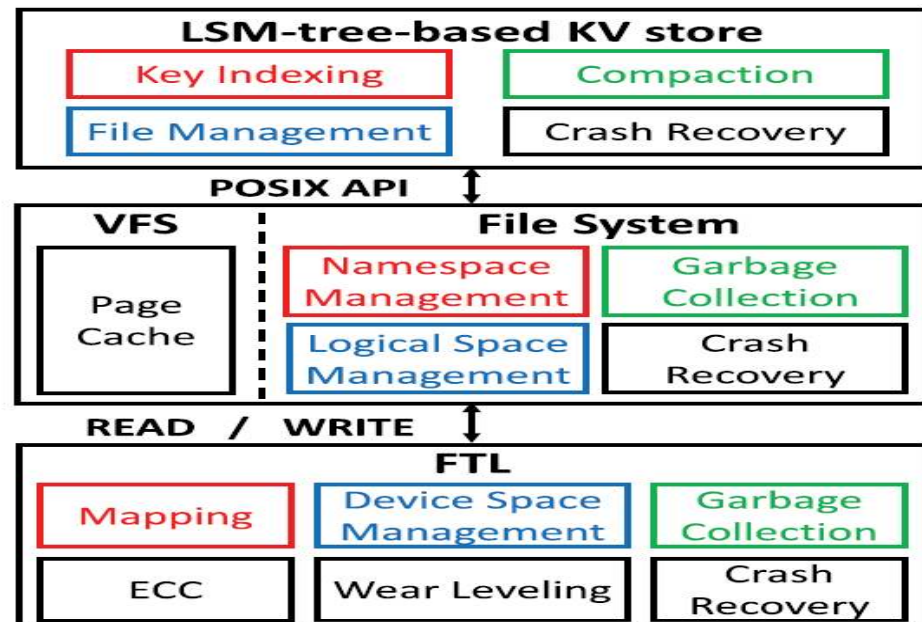 LSM-tree-based KV store
Key Indexing
Compaction
File Management
Crash Recovery
POSIX API
VFS
File System
Page
Cache
Namespace
Management
Garbage
Collection
Logical Space
Management
Crash
Recovery
READ / WRITE
FTL
Mapping
Device Space
Management
Garbage
Collection
ECC
Wear Leveling
Crash
Recovery